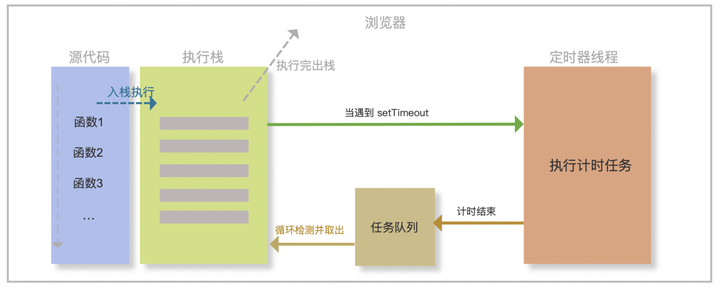 浏览器
源代码
执行栈
定时器线程
执行完出栈
入栈执行
函数1
函数2
函数3
...
当遇到 setTimeout
执行计时任务
计时结束
任务队列
循环检测并取出